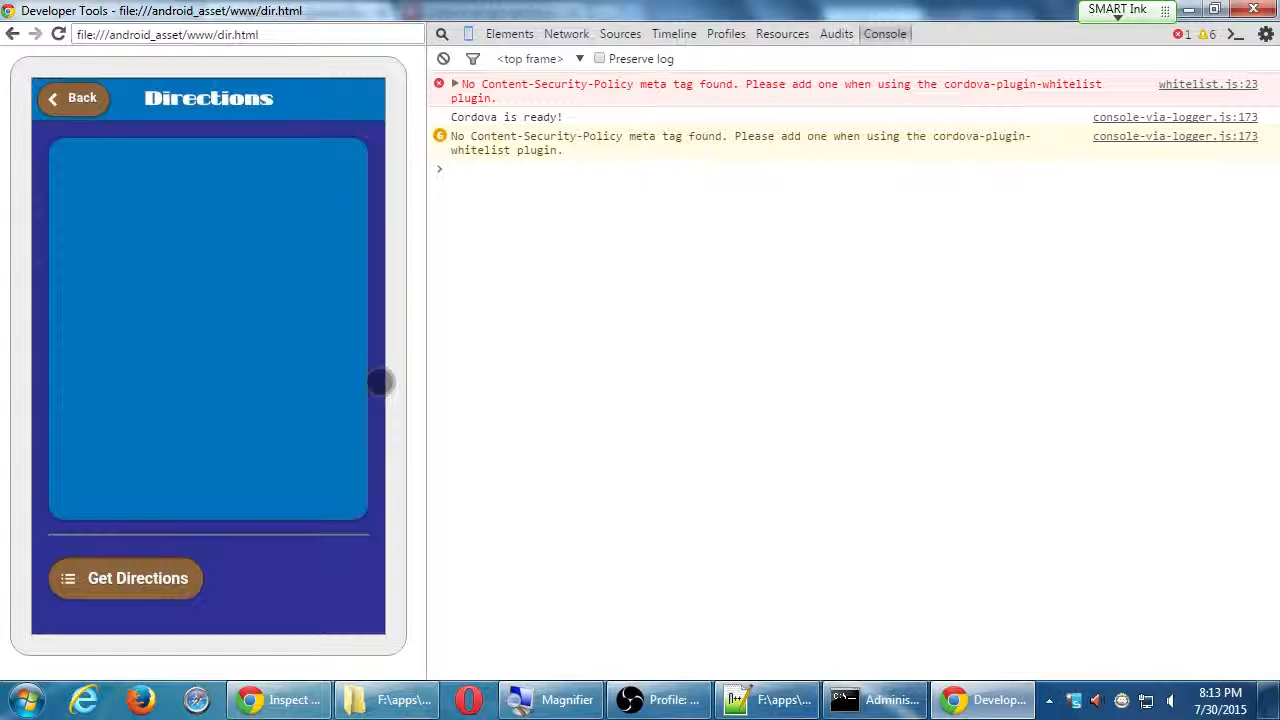 Developer Tools - file:///android_asset/www/dir.html
SMART Ink
file:///android_asset/www/dir.html
Elements Network Sources Timeline Profiles Resources Audits Console
1 6
<top frame> Preserve log
Back
Directions
No Content-Security-Policy meta tag found. Please add one when using the cordova-plugin-whitelist whitelist.js:23
plugin.
Cordova is ready! console-via-logger.js:173
6 No Content-Security-Policy meta tag found. Please add one when using the cordova-plugin- console-via-logger.js:173
whitelist plugin.
Get Directions
Inspect ... F:\apps\... Magnifier Profile: ... F:\apps\... Adminis... Develop...
8:13 PM
7/30/2015